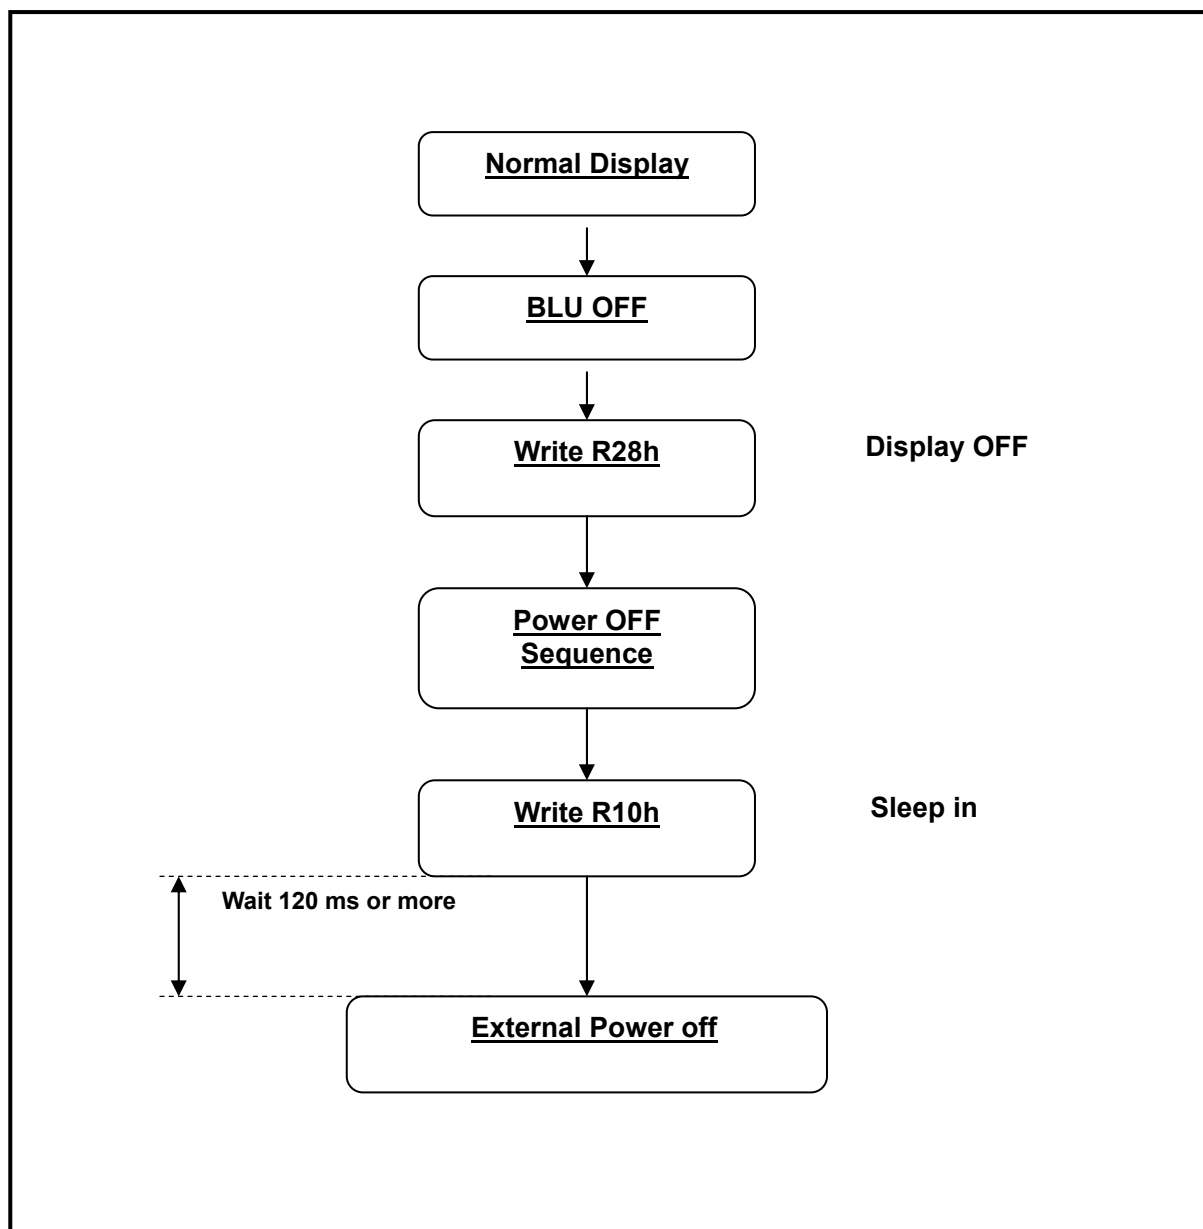 Normal Display
BLU OFF
Write R28h
Display OFF
Power OFF
Sequence
Write R10h
Sleep in
Wait 120 ms or more
External Power off